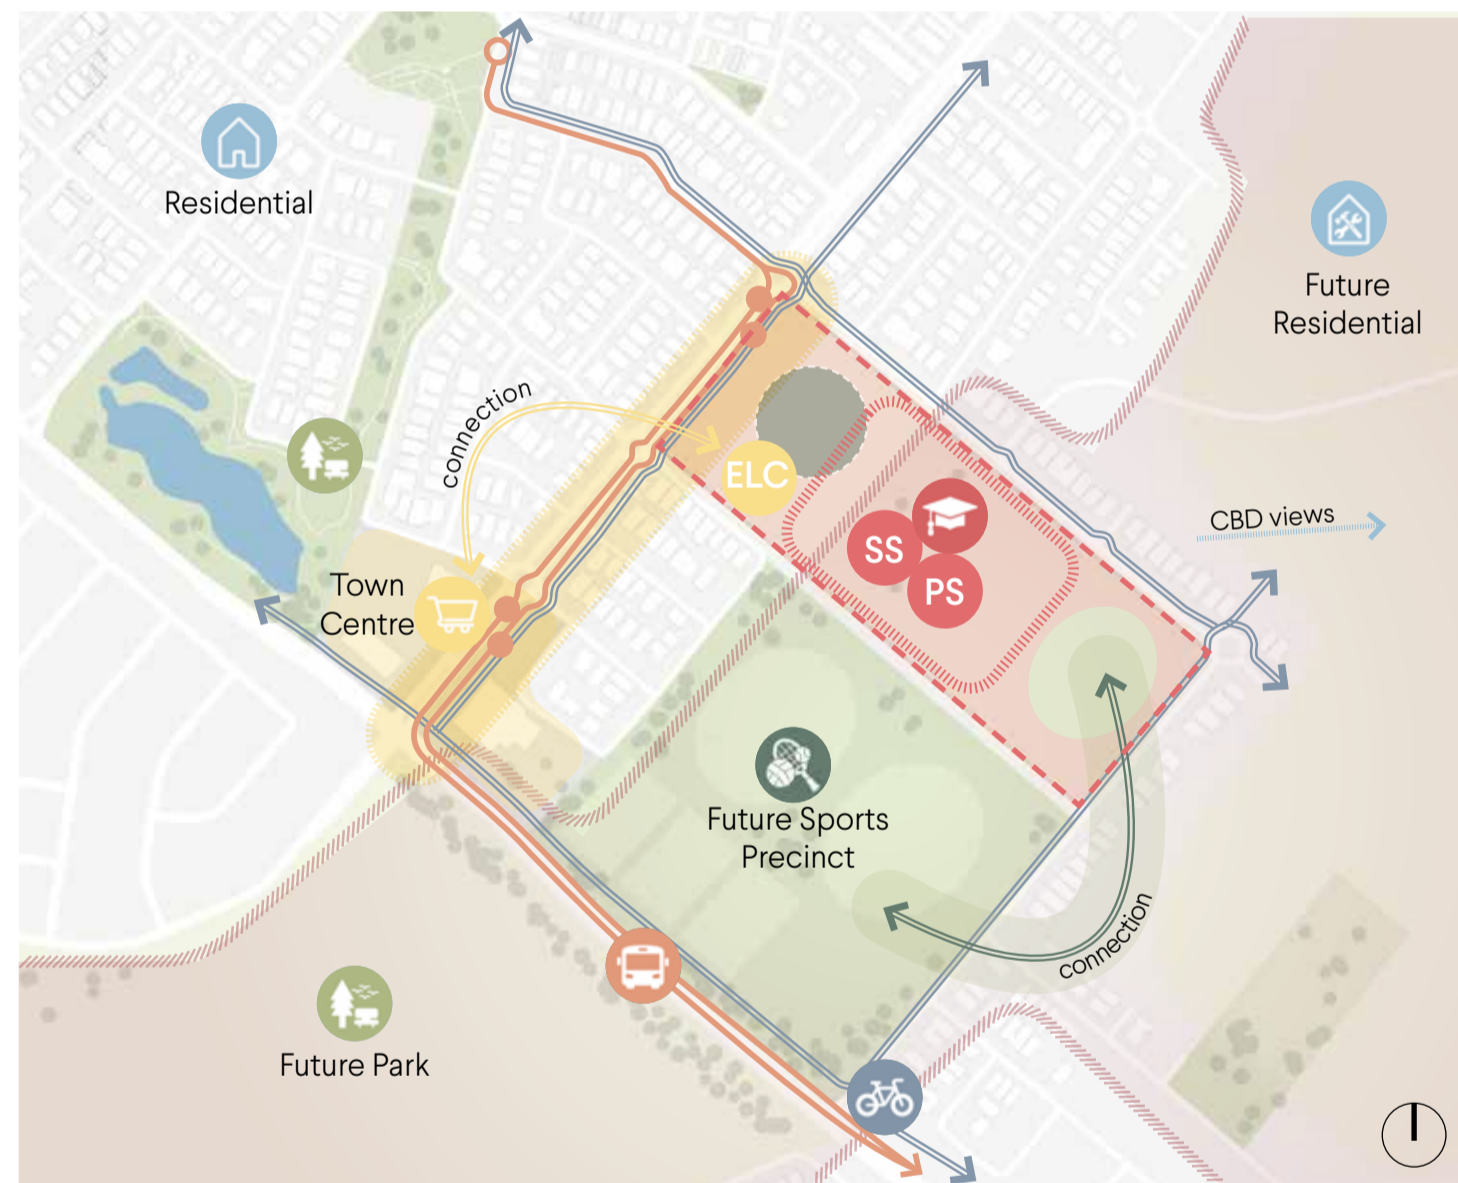 Residential
Future
Residential
connection
ELC
CBD views
SS
PS
Town
Centre
Future Sports
Precinct
connection
Future Park